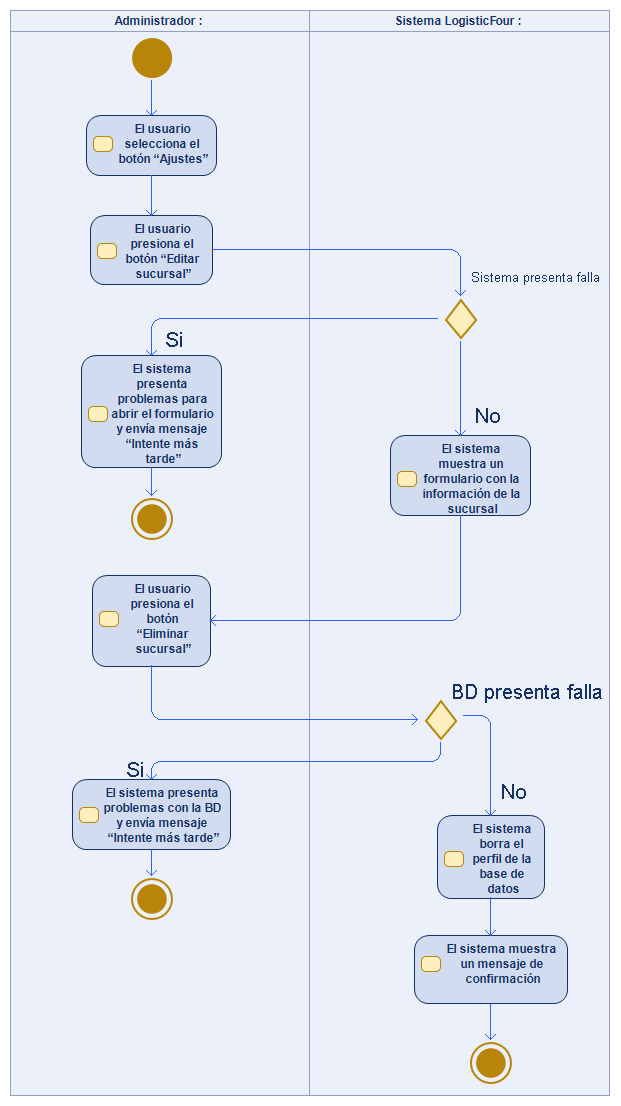 Administrador :
Sistema LogisticFour :
El usuario
selecciona el
botón “Ajustes”
El usuario
presiona el
botón “Editar
sucursal”
Sistema presenta falla
Si
El sistema
presenta
problemas para
abrir el formulario
y envía mensaje
“Intente más
tarde”
No
El sistema
muestra un
formulario con la
información de la
sucursal
El usuario
presiona el
botón
“Eliminar
sucursal”
BD presenta falla
Si
El sistema presenta
problemas con la BD
y envía mensaje
“Intente más tarde”
No
El sistema
borra el
perfil de la
base de
datos
El sistema muestra
un mensaje de
confirmación